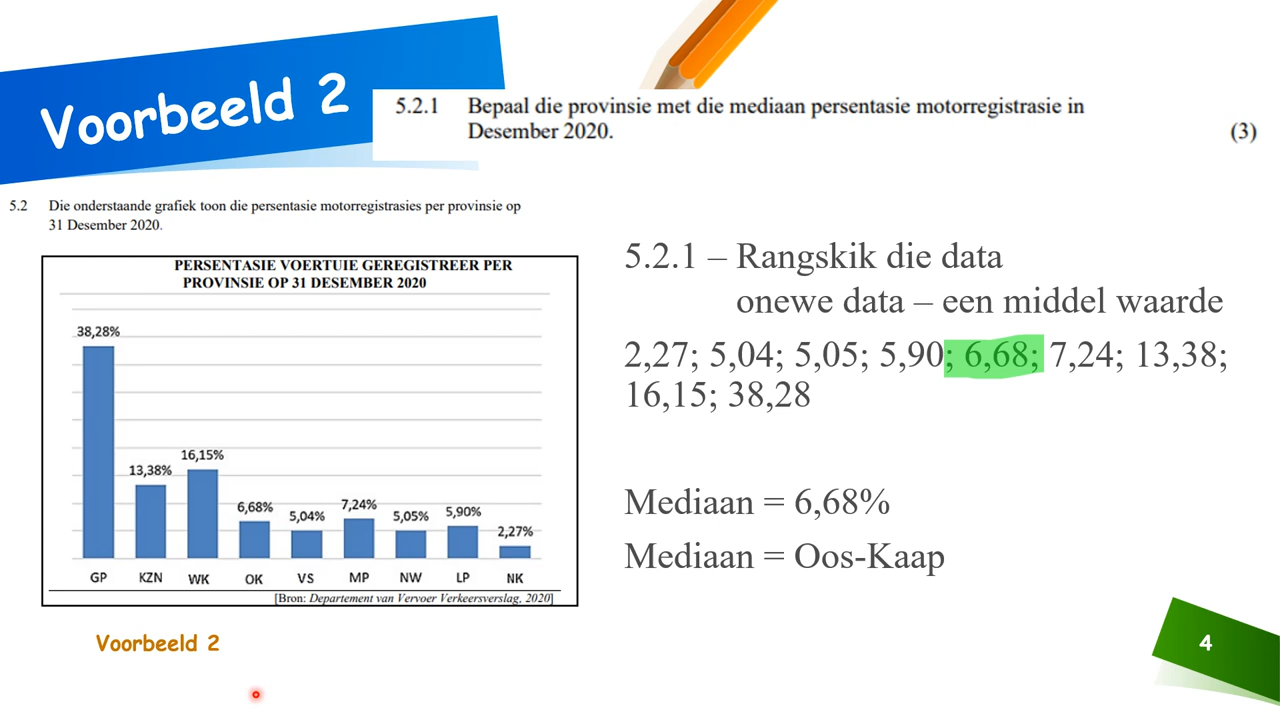 Voorbeeld 2
5.2.1 Bepaal die provinsie met die mediaan persentasie motorregistrasie in
Desember 2020.
(3)
5.2 Die onderstaande grafiek toon die persentasie motorregistrasies per provinsie op
31 Desember 2020.
PERSENTASIE VOERTUIE GEREGISTREER PER
PROVINSIE OP 31 DESEMBER 2020
38,28%
13,38%
16,15%
6,68%
5,04%
7,24%
5,05%
5,90%
2,27%
GP KZN WK OK VS MP NW LP NK
[Bron: Departement van Vervoer Verkeersverslag, 2020]
5.2.1 – Rangskik die data
onewe data – een middel waarde
2,27; 5,04; 5,05; 5,90; 6,68; 7,24; 13,38;
16,15; 38,28
Mediaan = 6,68%
Mediaan = Oos-Kaap
Voorbeeld 2
4